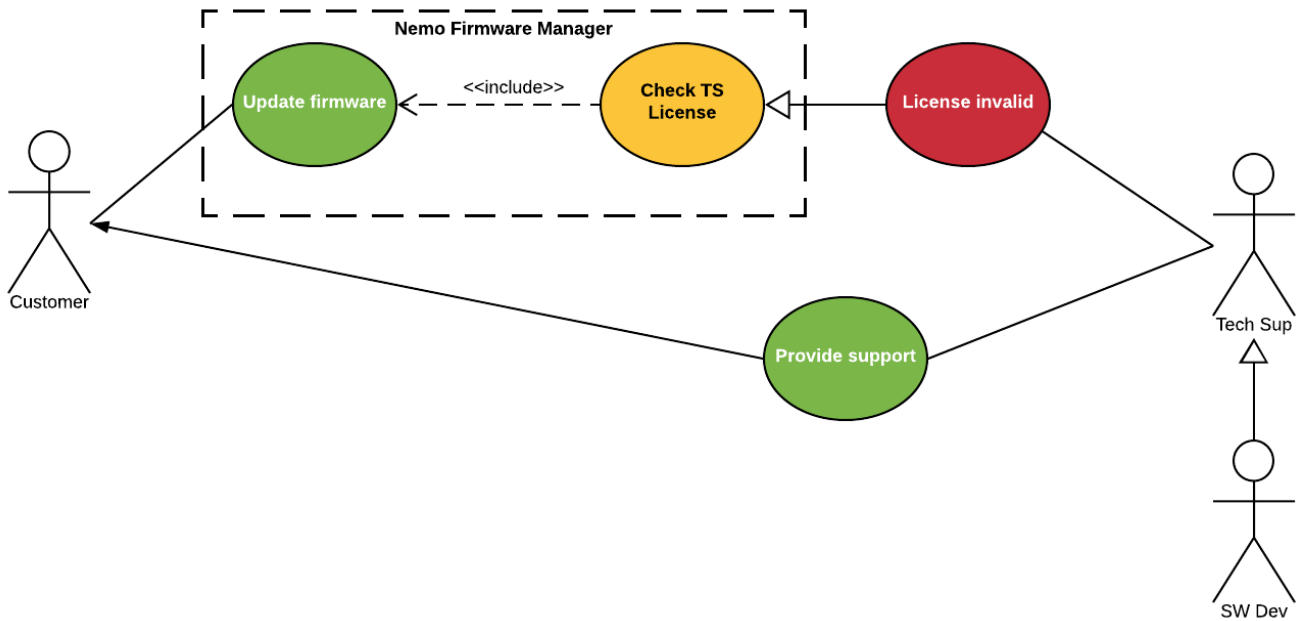 Nemo Firmware Manager
<<include>>
Update firmware
Check TS
License
License invalid
Customer
Tech Sup
Provide support
SW Dev